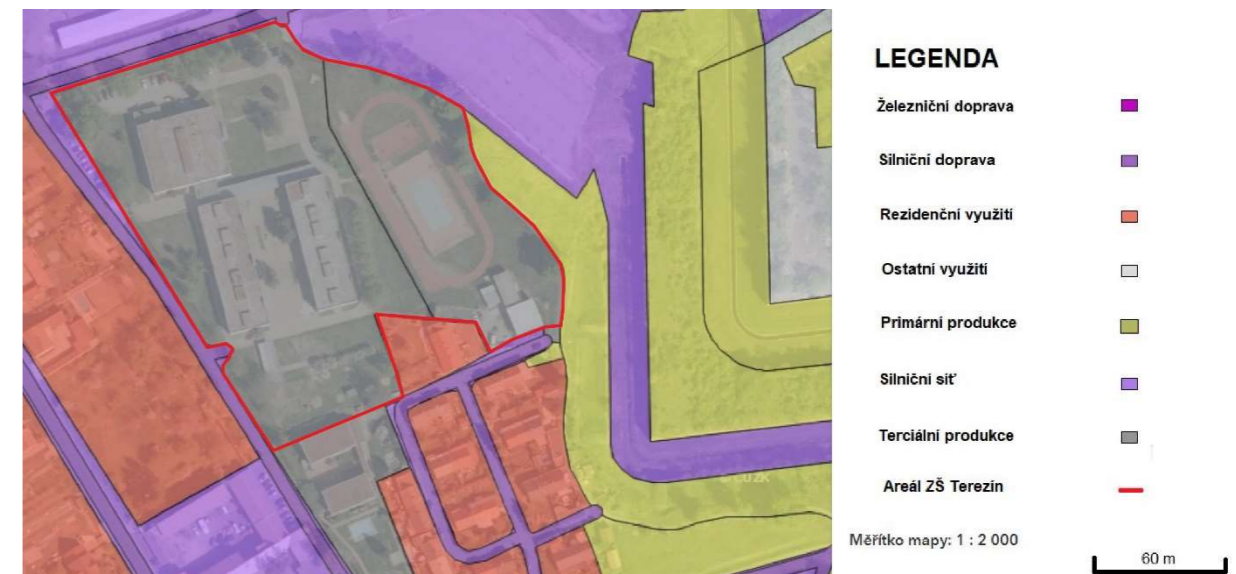 LEGENDA
Železniční doprava
Silniční doprava
Rezidenční využití
Ostatní využití
Primární produkce
Silniční síť
Terciální produkce
Areál ZŠ Terezín
Měřítko mapy: 1 : 2 000
60 m
© ČÚZK